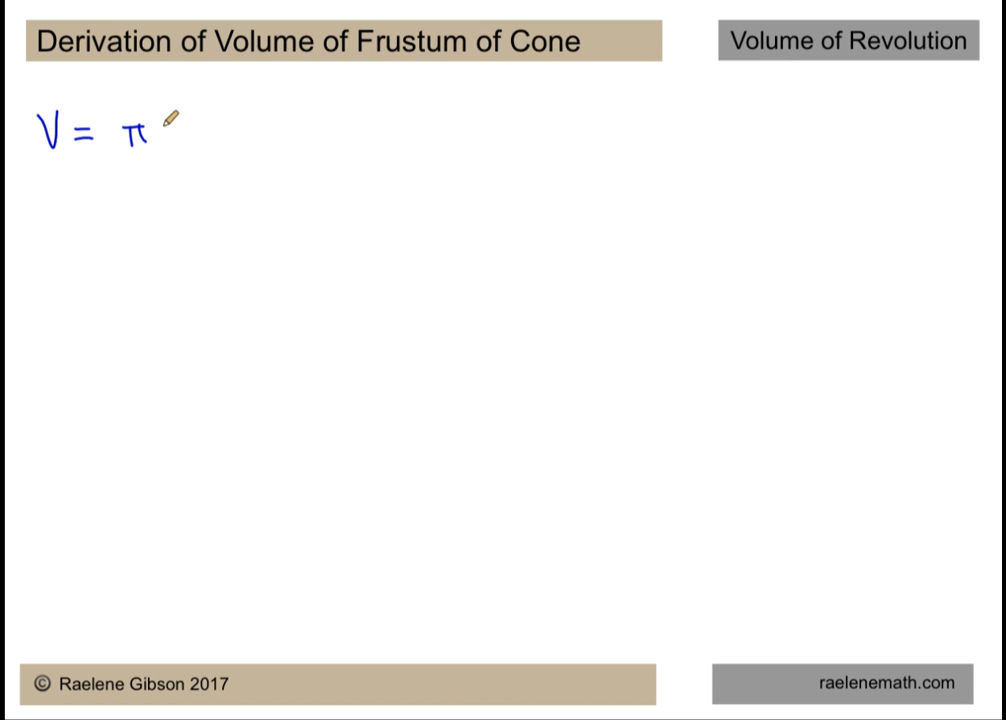 Derivation of Volume of Frustum of Cone
Volume of Revolution
V = π
© Raelene Gibson 2017
raelenemath.com